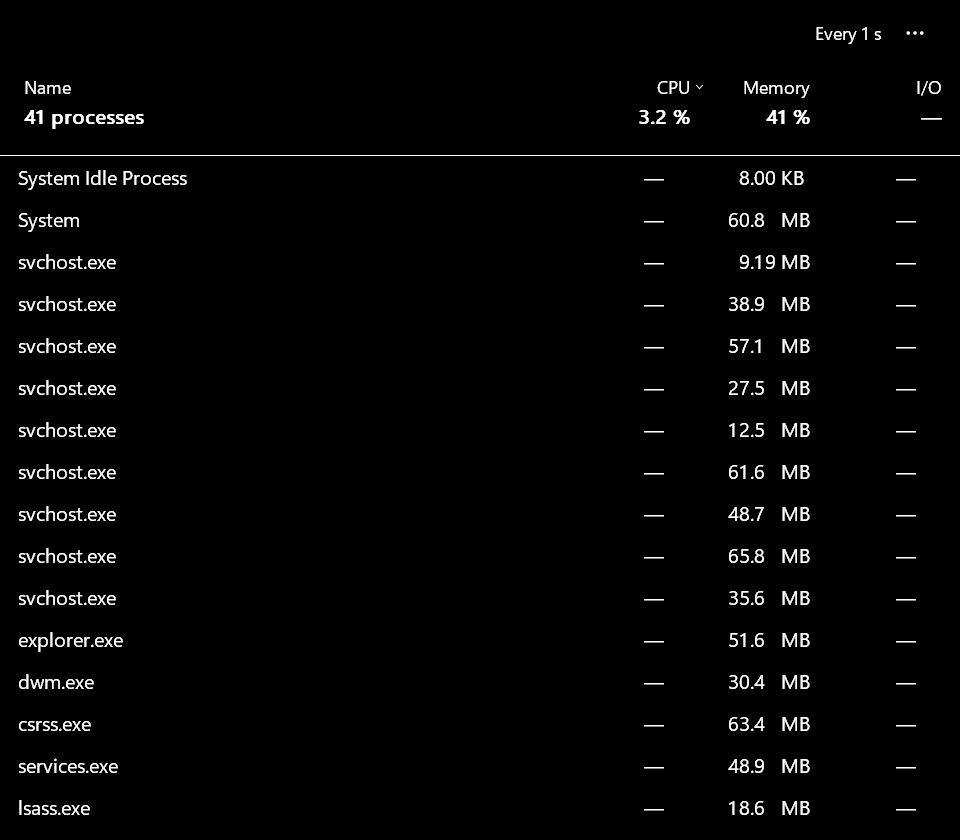 Every 1 s ···
Name CPU Memory I/O
41 processes 3.2 % 41 % —
System Idle Process — 8.00 KB —
System — 60.8 MB —
svchost.exe — 9.19 MB —
svchost.exe — 38.9 MB —
svchost.exe — 57.1 MB —
svchost.exe — 27.5 MB —
svchost.exe — 12.5 MB —
svchost.exe — 61.6 MB —
svchost.exe — 48.7 MB —
svchost.exe — 65.8 MB —
svchost.exe — 35.6 MB —
explorer.exe — 51.6 MB —
dwm.exe — 30.4 MB —
csrss.exe — 63.4 MB —
services.exe — 48.9 MB —
lsass.exe — 18.6 MB —